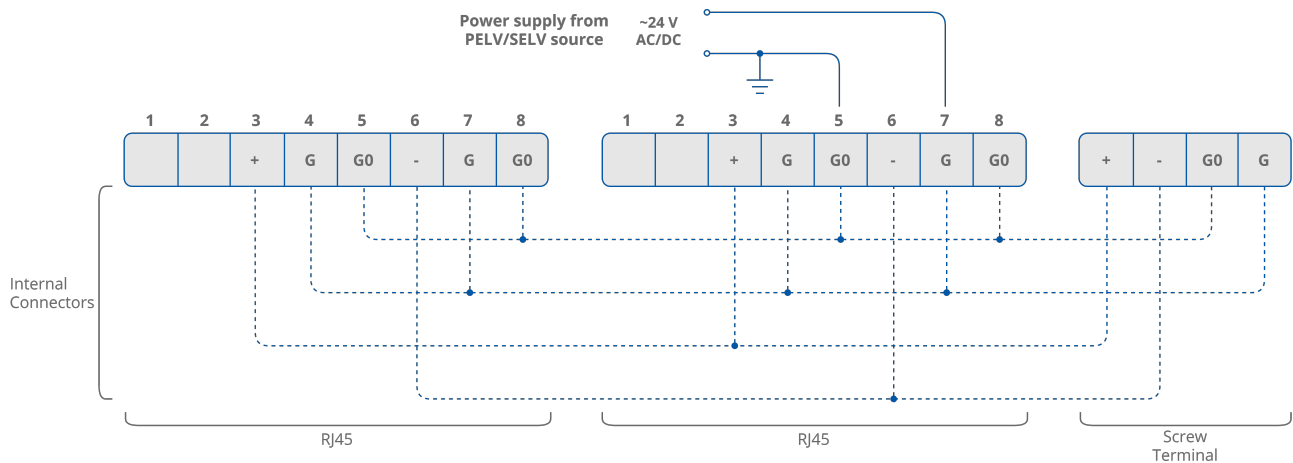 Power supply from ~24 V
PELV/SELV source AC/DC
1 2 3 4 5 6 7 8 1 2 3 4 5 6 7 8
+ G G0 - G G0 + G G0 - G G0 + - G0 G
Internal
Connectors
RJ45 RJ45 Screw
Terminal